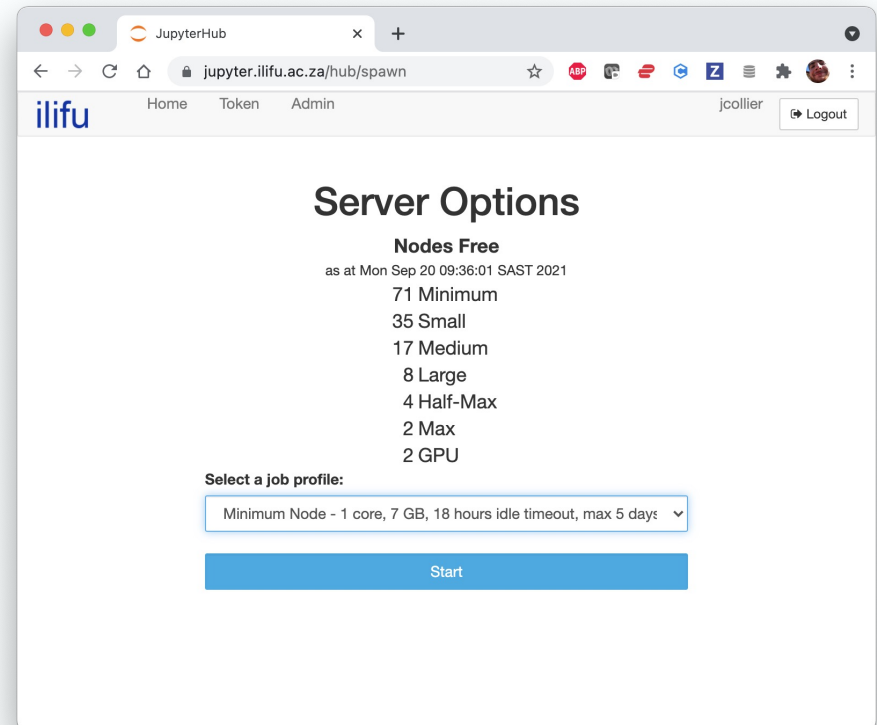 JupyterHub
jupyter.ilifu.ac.za/hub/spawn
ABP
Z
ilifu
Home Token Admin
jcollier
Logout
Server Options
Nodes Free
as at Mon Sep 20 09:36:01 SAST 2021
71 Minimum
35 Small
17 Medium
8 Large
4 Half-Max
2 Max
2 GPU
Select a job profile:
Minimum Node - 1 core, 7 GB, 18 hours idle timeout, max 5 days
Start